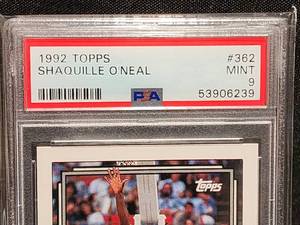 1992 TOPPS #362
SHAQUILLE O'NEAL MINT
9
PSA 53906239
Topps